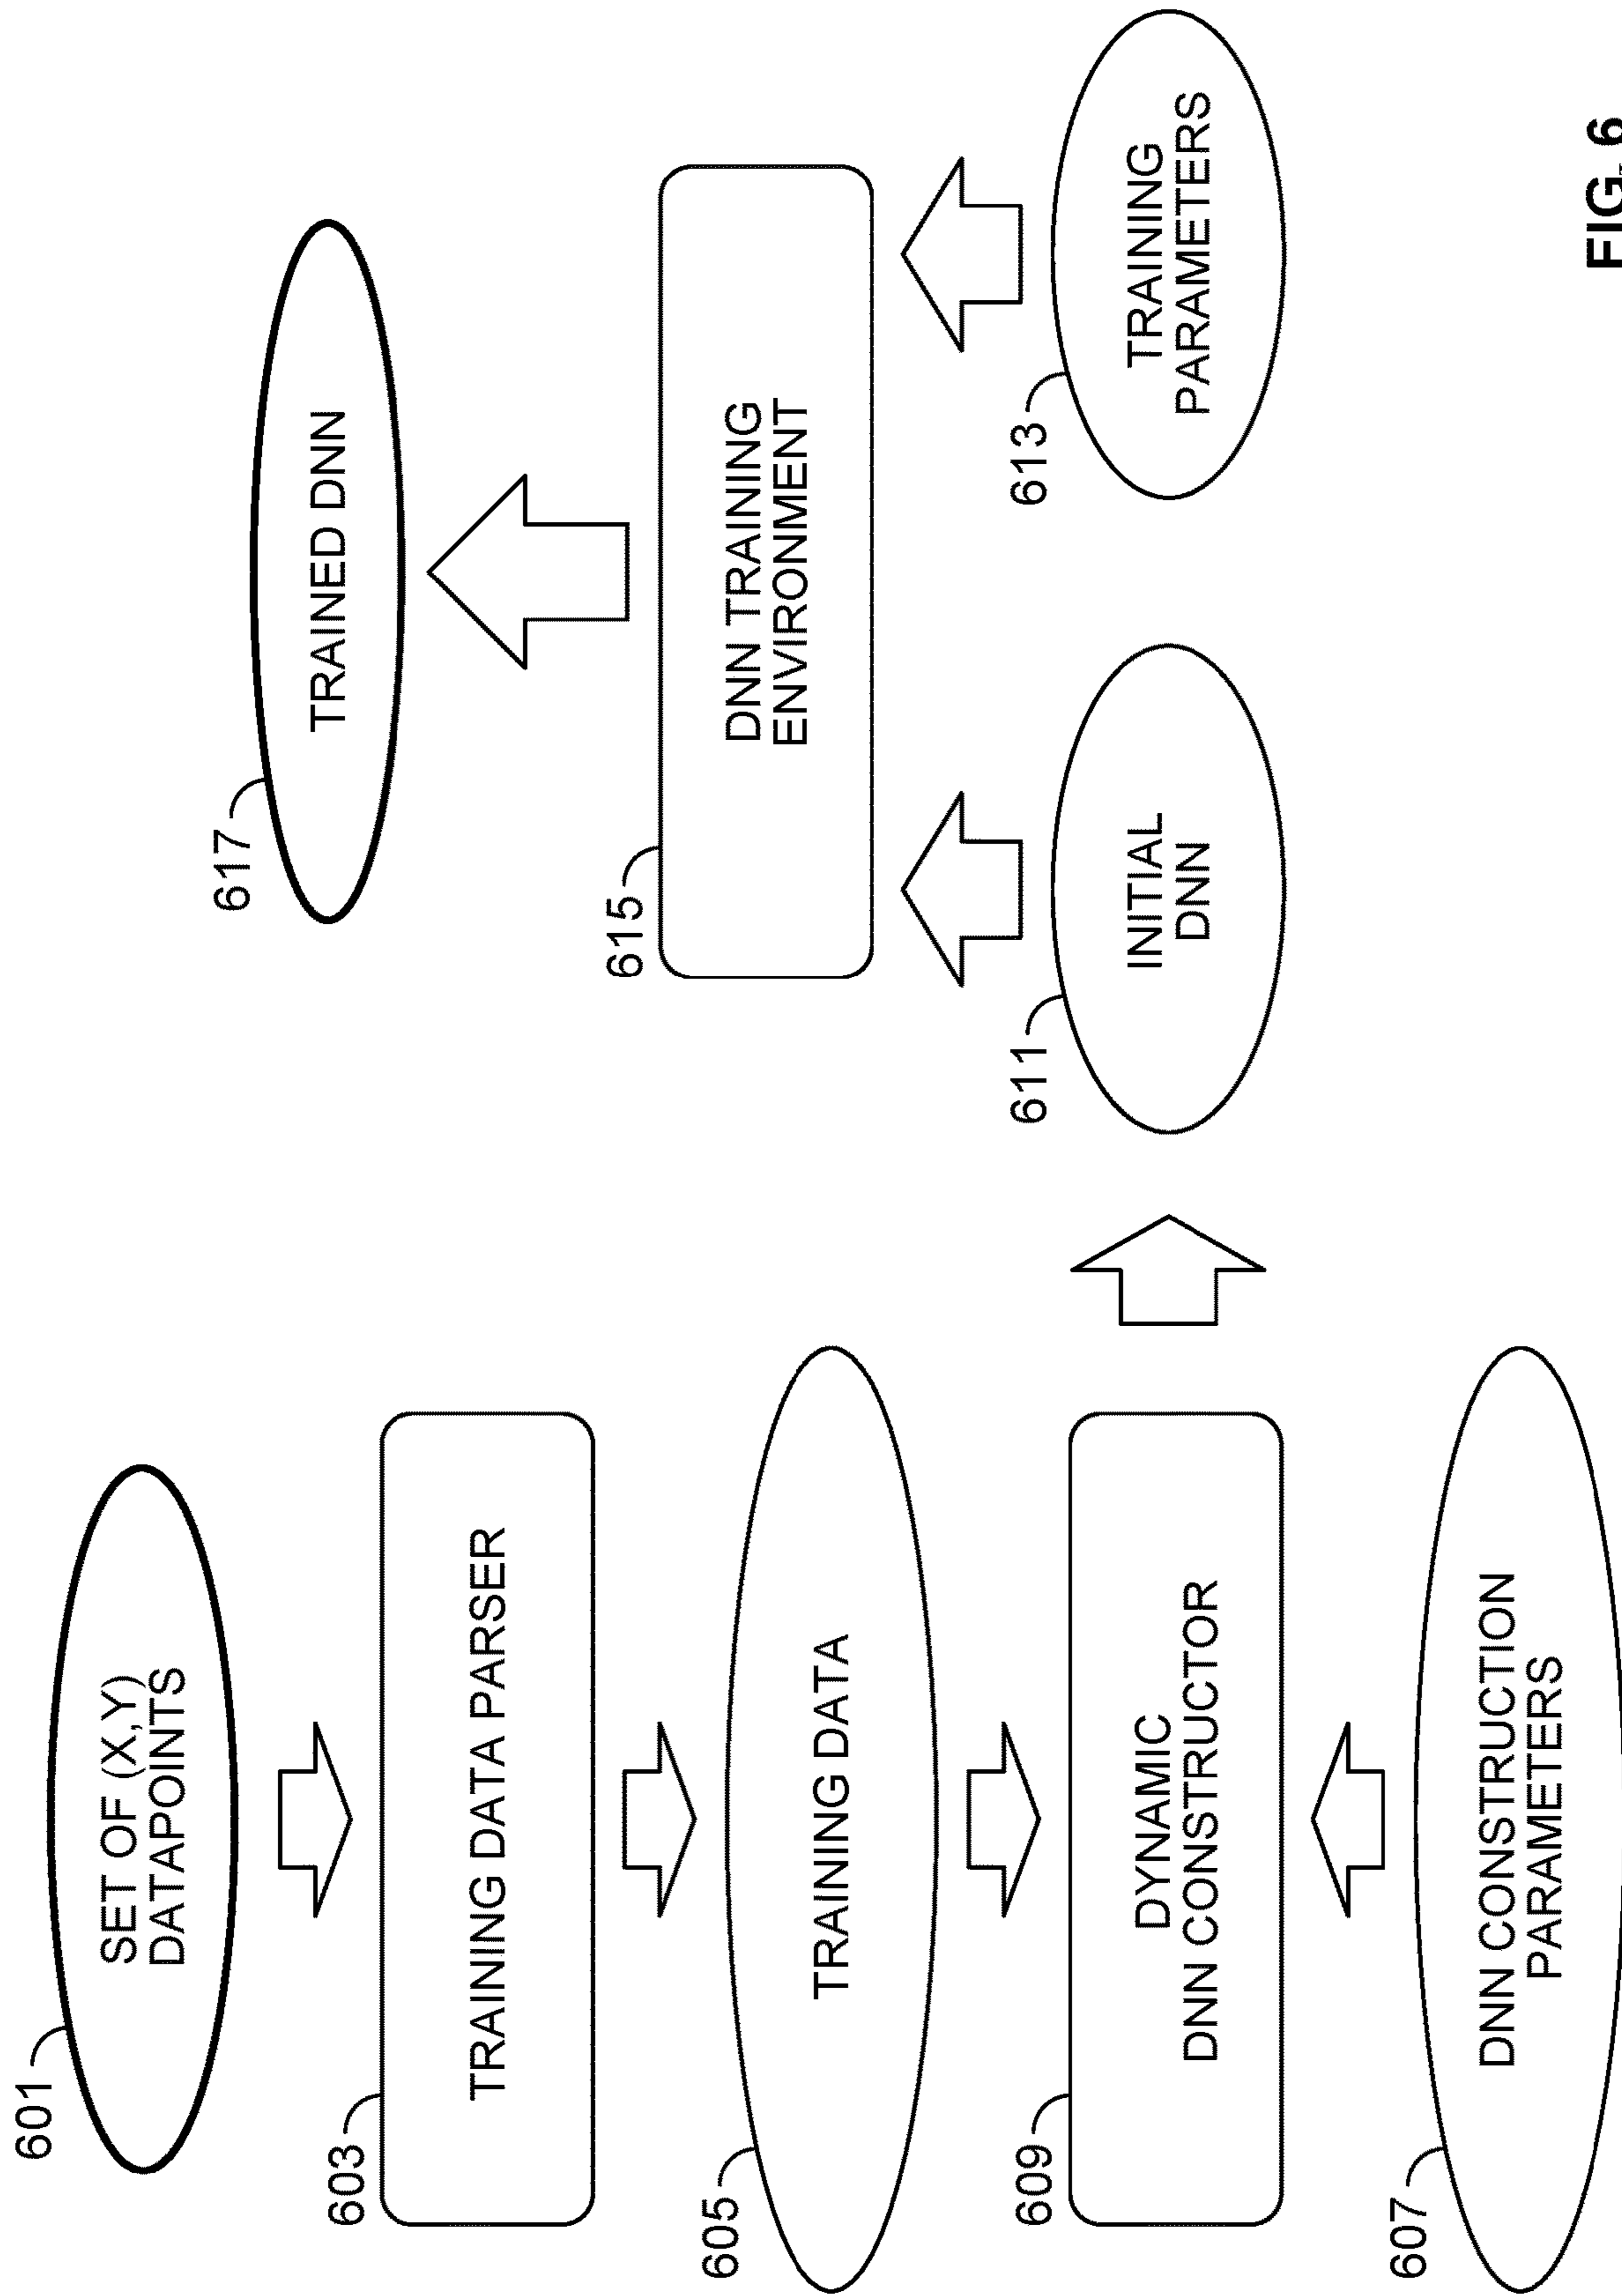 601
SET OF (X,Y)
DATAPOINTS
603
TRAINING DATA PARSER
605
TRAINING DATA
609
DYNAMIC
DNN CONSTRUCTOR
607
DNN CONSTRUCTION
PARAMETERS
617
TRAINED DNN
615
DNN TRAINING
ENVIRONMENT
611
INITIAL
DNN
613
TRAINING
PARAMETERS
FIG. 6